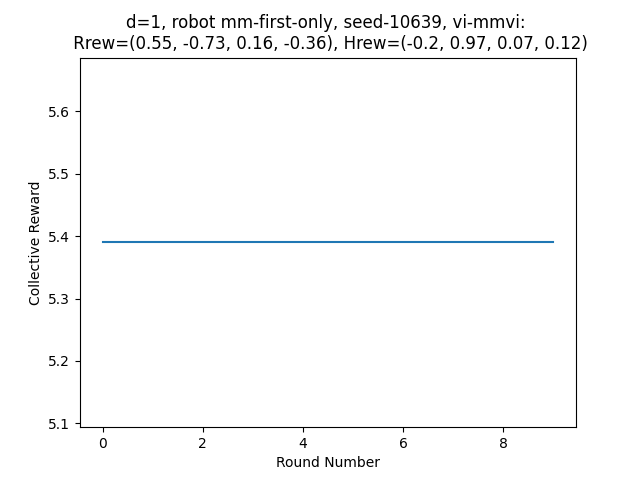 d=1, robot mm-first-only, seed-10639, vi-mmvi:
Rrew=(0.55, -0.73, 0.16, -0.36), Hrew=(-0.2, 0.97, 0.07, 0.12)
Collective Reward
5.6
5.5
5.4
5.3
5.2
5.1
0 2 4 6 8
Round Number